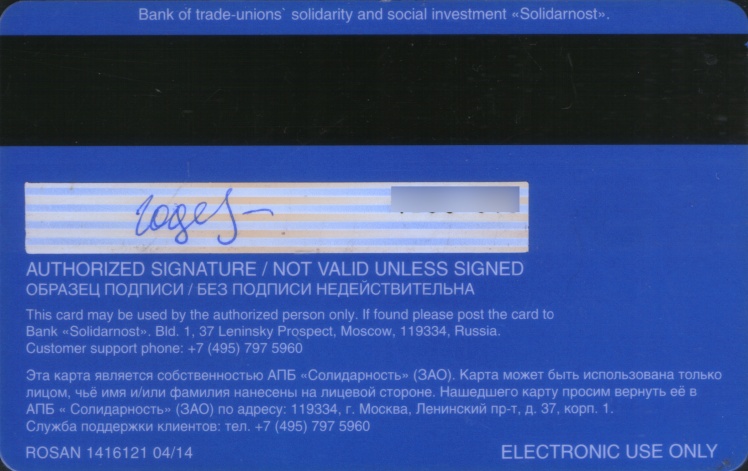 Bank of trade-unions` solidarity and social investment «Solidarnost».
AUTHORIZED SIGNATURE / NOT VALID UNLESS SIGNED
ОБРАЗЕЦ ПОДПИСИ / БЕЗ ПОДПИСИ НЕДЕЙСТВИТЕЛЬНА
This card may be used by the authorized person only. If found please post the card to
Bank «Solidarnost». Bld. 1, 37 Leninsky Prospect, Moscow, 119334, Russia.
Customer support phone: +7 (495) 797 5960
Эта карта является собственностью АПБ «Солидарность» (ЗАО). Карта может быть использована только
лицом, чьё имя и/или фамилия нанесены на лицевой стороне. Нашедшего карту просим вернуть её в
АПБ « Солидарность» (ЗАО) по адресу: 119334, г. Москва, Ленинский пр-т, д. 37, корп. 1.
Служба поддержки клиентов: тел. +7 (495) 797 5960
ROSAN 1416121 04/14
ELECTRONIC USE ONLY